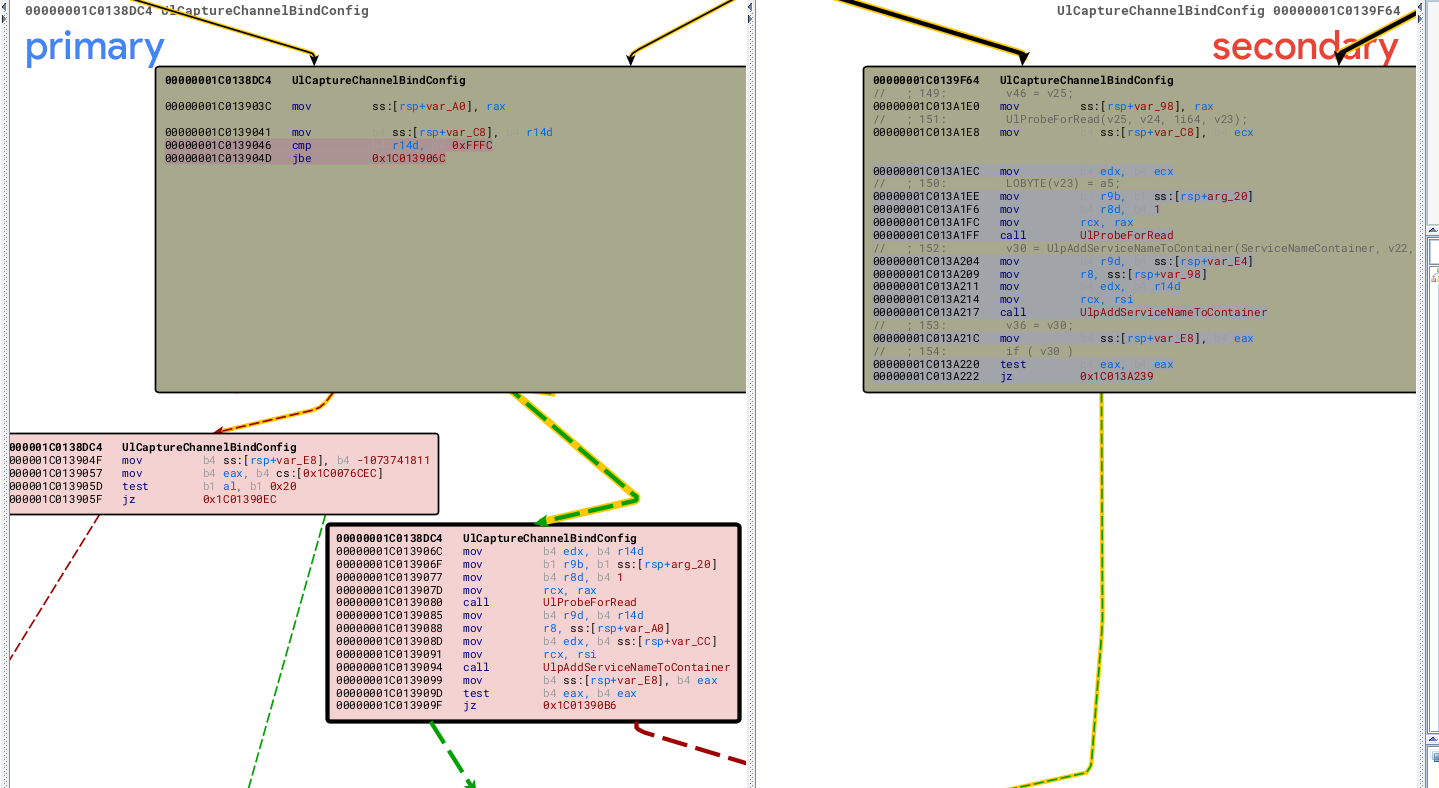 00000001C0138DC4 UlCaptureChannelBindConfig
primary
00000001C0138DC4 UlCaptureChannelBindConfig
00000001C013903C mov ss:[rsp+var_A0], rax
00000001C0139041 mov b4 ss:[rsp+var_C8], b4 r14d
00000001C0139046 cmp b4 r14d, b4 0xFFFC
00000001C013904D jbe 0x1C013906C
00000001C0138DC4 UlCaptureChannelBindConfig
00000001C013904F mov b4 ss:[rsp+var_E8], b4 -1073741811
00000001C0139057 mov b4 eax, b4 cs:[0x1C0076CEC]
00000001C013905D test b1 al, b1 0x20
00000001C013905F jz 0x1C01390EC
00000001C0138DC4 UlCaptureChannelBindConfig
00000001C013906C mov b4 edx, b4 r14d
00000001C013906F mov b1 r9b, b1 ss:[rsp+arg_20]
00000001C0139077 mov b4 r8d, b4 1
00000001C013907D mov rcx, rax
00000001C0139080 call UlProbeForRead
00000001C0139085 mov b4 r9d, b4 r14d
00000001C0139088 mov r8, ss:[rsp+var_A0]
00000001C013908D mov b4 edx, b4 ss:[rsp+var_CC]
00000001C0139091 mov rcx, rsi
00000001C0139094 call UlpAddServiceNameToContainer
00000001C0139099 mov b4 ss:[rsp+var_E8], b4 eax
00000001C013909D test b4 eax, b4 eax
00000001C013909F jz 0x1C01390B6
UlCaptureChannelBindConfig 00000001C0139F64
secondary
00000001C0139F64 UlCaptureChannelBindConfig
// ; 149: v46 = v25;
00000001C013A1E0 mov ss:[rsp+var_98], rax
// ; 151: UlProbeForRead(v25, v24, 1i64, v23);
00000001C013A1E8 mov b4 ss:[rsp+var_C8], b4 ecx
00000001C013A1EC mov b4 edx, b4 ecx
// ; 150: LOBYTE(v23) = a5;
00000001C013A1EE mov b1 r9b, b1 ss:[rsp+arg_20]
00000001C013A1F6 mov b4 r8d, b4 1
00000001C013A1FC mov rcx, rax
00000001C013A1FF call UlProbeForRead
// ; 152: v30 = UlpAddServiceNameToContainer(ServiceNameContainer, v22,
00000001C013A204 mov b4 r9d, b4 ss:[rsp+var_E4]
00000001C013A209 mov r8, ss:[rsp+var_98]
00000001C013A211 mov b4 edx, b4 r14d
00000001C013A214 mov rcx, rsi
00000001C013A217 call UlpAddServiceNameToContainer
// ; 153: v36 = v30;
00000001C013A21C mov b4 ss:[rsp+var_E8], b4 eax
// ; 154: if ( v30 )
00000001C013A220 test b4 eax, b4 eax
00000001C013A222 jz 0x1C013A239